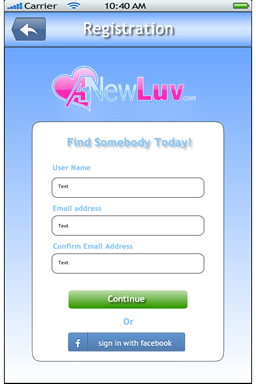 Carrier 10:40 AM
Registration
ANewLuv.com
Find Somebody Today!
User Name
Text
Email address
Text
Confirm Email Address
Text
Continue
Or
f sign in with facebook